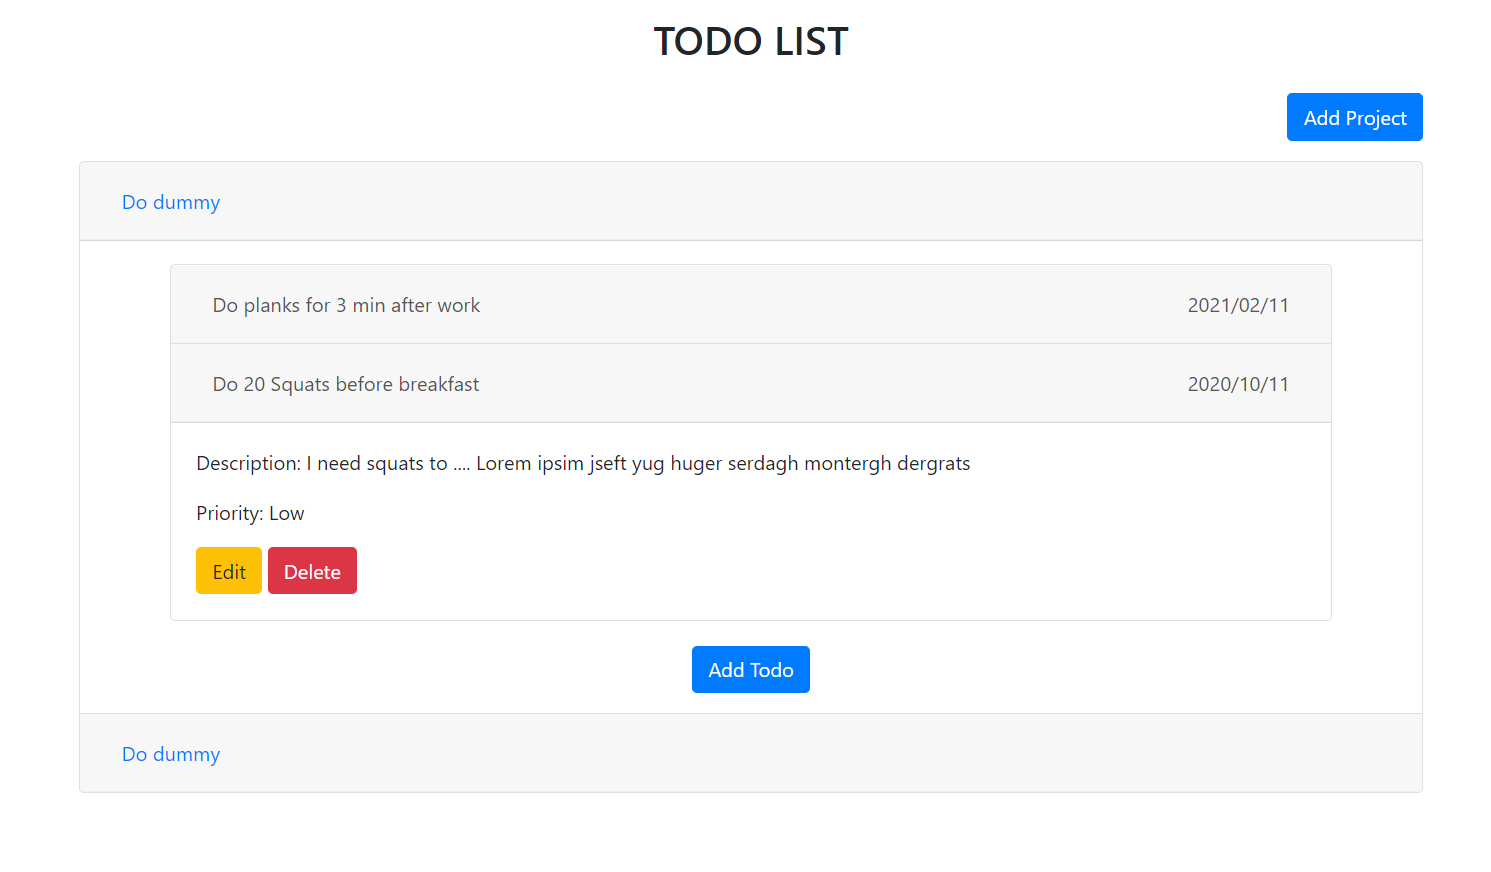 TODO LIST
Add Project
Do dummy
Do planks for 3 min after work 2021/02/11
Do 20 Squats before breakfast 2020/10/11
Description: I need squats to .... Lorem ipsim jseft yug huger serdagh montergh dergrats
Priority: Low
Edit Delete
Add Todo
Do dummy